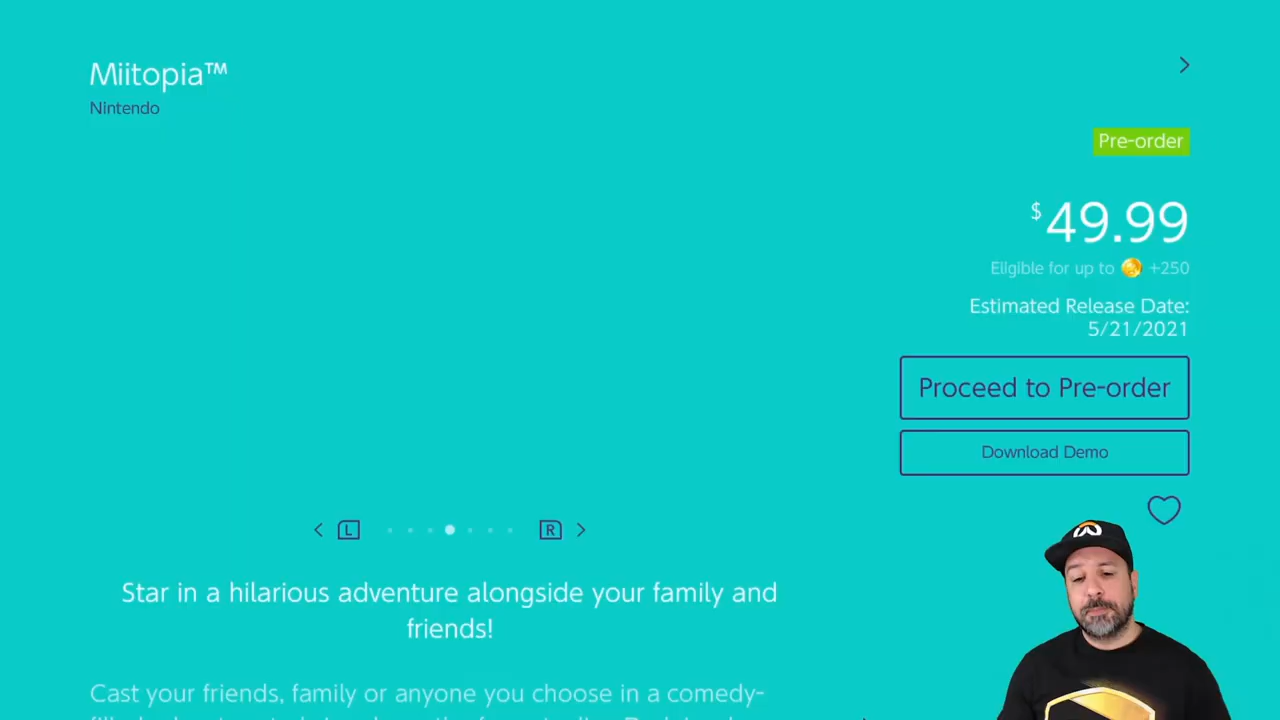 Miitopia™
Nintendo
Pre-order
$49.99
Eligible for up to +250
Estimated Release Date:
5/21/2021
Proceed to Pre-order
Download Demo
L
R
Star in a hilarious adventure alongside your family and
friends!
Cast your friends, family or anyone you choose in a comedy-